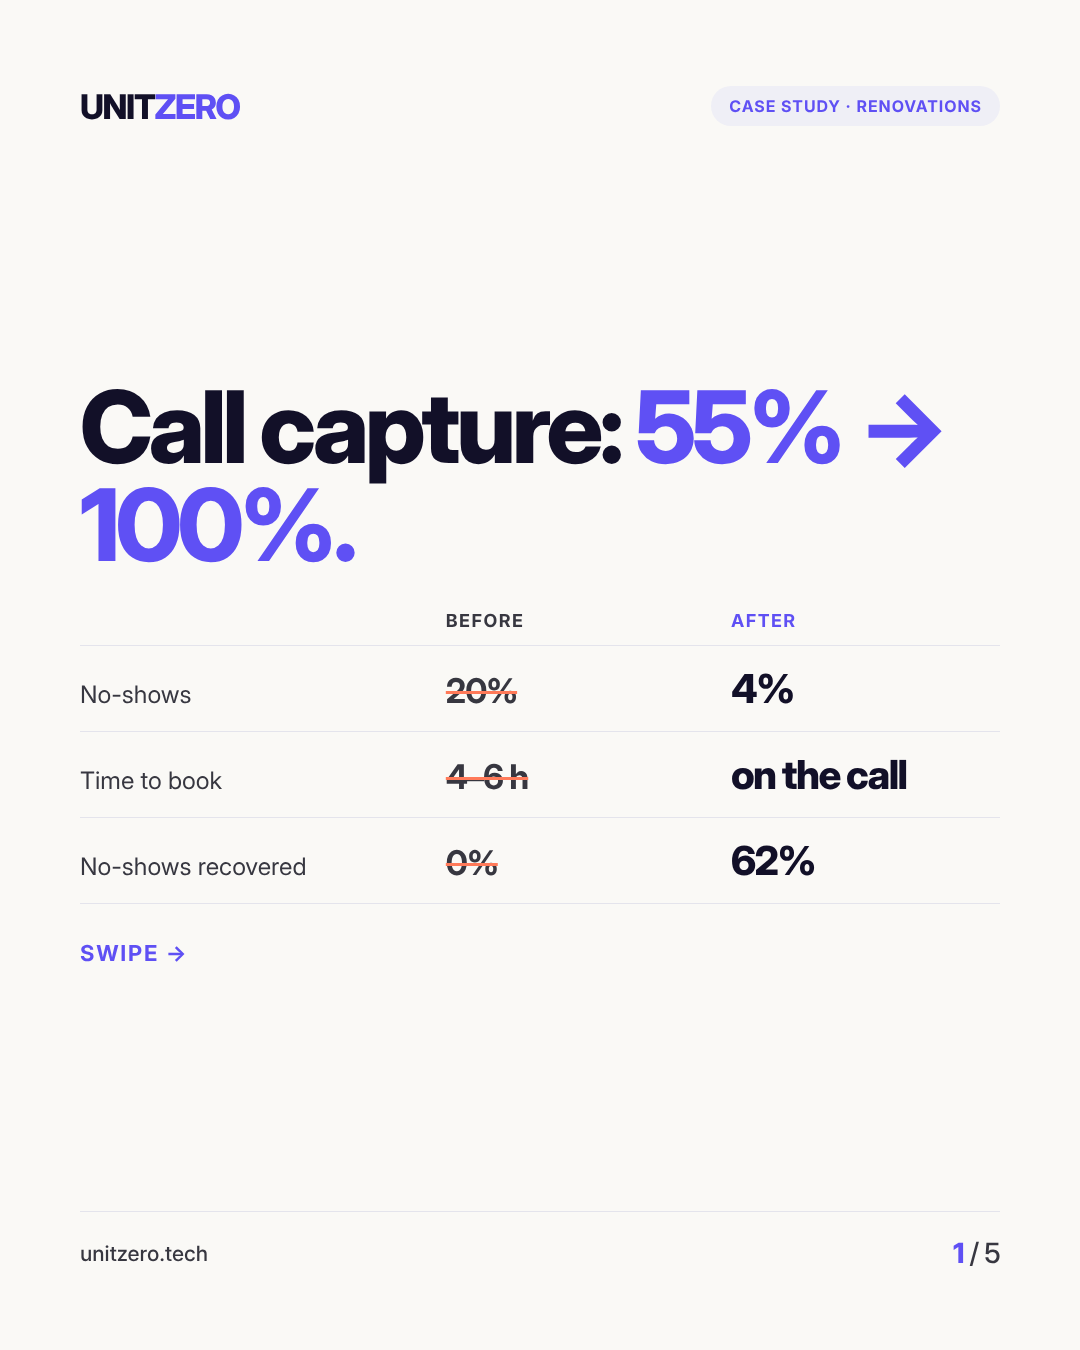 UNITZERO
CASE STUDY · RENOVATIONS
Call capture: 55% →
100%.
BEFORE AFTER
No-shows 20% 4%
Time to book 4–6 h on the call
No-shows recovered 0% 62%
SWIPE →
unitzero.tech
1 / 5